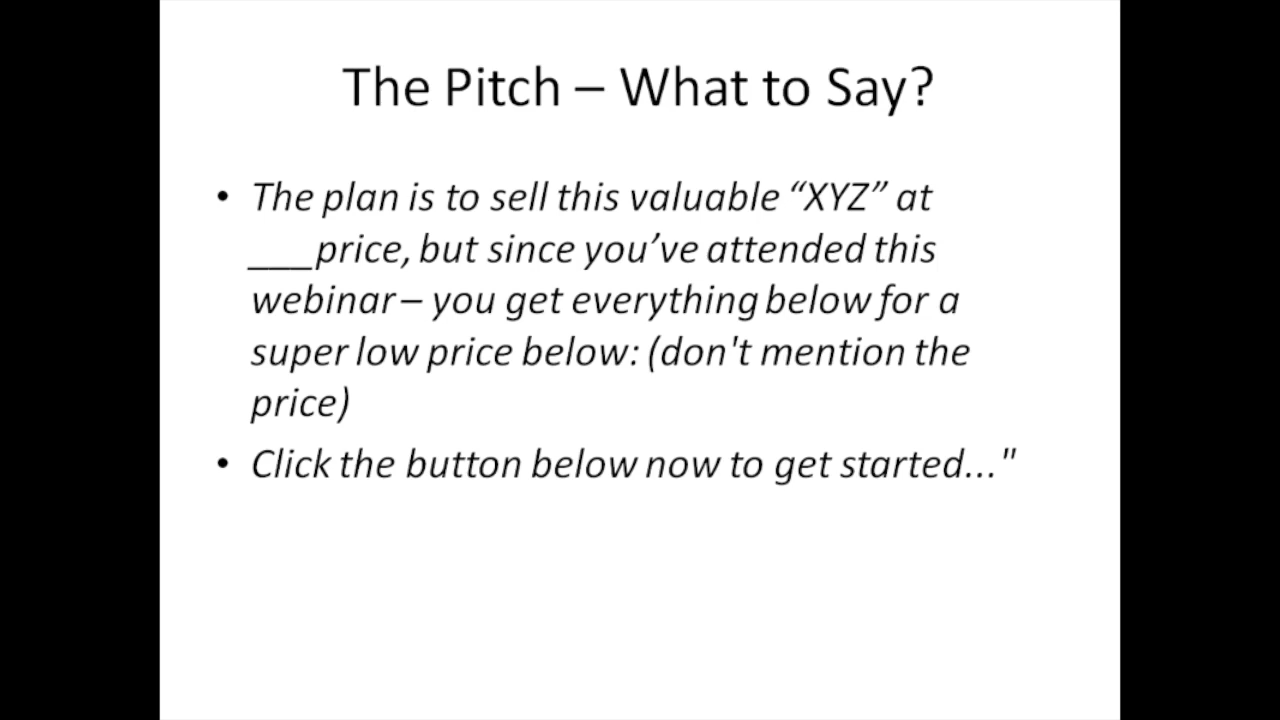 The Pitch – What to Say?
• The plan is to sell this valuable “XYZ” at
___price, but since you’ve attended this
webinar – you get everything below for a
super low price below: (don't mention the
price)
• Click the button below now to get started..."